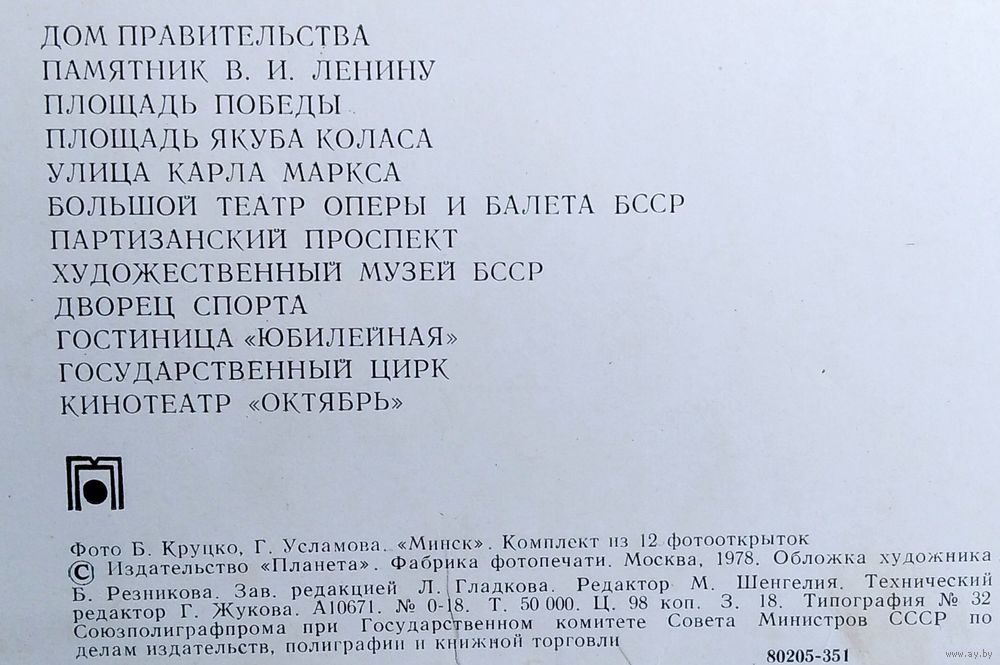 ДОМ ПРАВИТЕЛЬСТВА
ПАМЯТНИК В. И. ЛЕНИНУ
ПЛОЩАДЬ ПОБЕДЫ
ПЛОЩАДЬ ЯКУБА КОЛАСА
УЛИЦА КАРЛА МАРКСА
БОЛЬШОЙ ТЕАТР ОПЕРЫ И БАЛЕТА БССР
ПАРТИЗАНСКИЙ ПРОСПЕКТ
ХУДОЖЕСТВЕННЫЙ МУЗЕЙ БССР
ДВОРЕЦ СПОРТА
ГОСТИНИЦА «ЮБИЛЕЙНАЯ»
ГОСУДАРСТВЕННЫЙ ЦИРК
КИНОТЕАТР «ОКТЯБРЬ»
Фото Б. Круцко, Г. Усламова. «Минск». Комплект из 12 фотооткрыток
© Издательство «Планета». Фабрика фотопечати. Москва, 1978. Обложка художника
Б. Резникова. Зав. редакцией Л. Гладкова. Редактор М. Шенгелия. Технический
редактор Г. Жукова. А10671. № 0-18. Т. 50 000. Ц. 98 коп. З. 18. Типография № 32
Союзполиграфпрома при Государственном комитете Совета Министров СССР по
делам издательств, полиграфии и книжной торговли
80205-351
www.ay.by